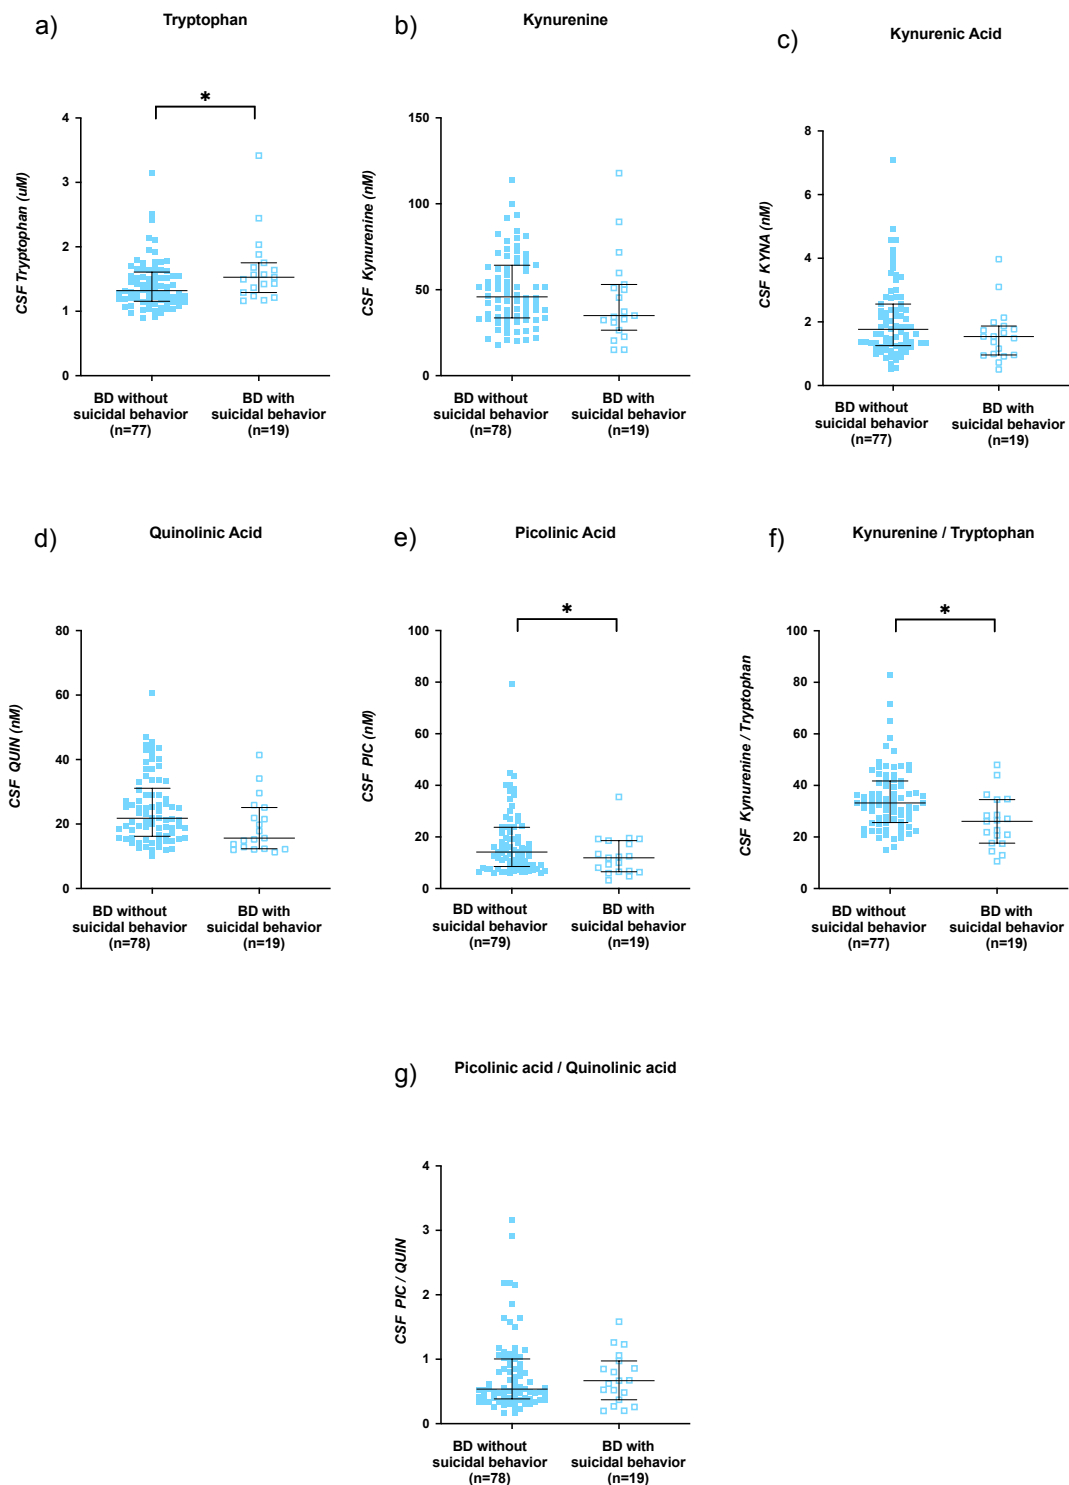 a)
Tryptophan
*
CSF Tryptophan (uM)
4
3
2
1
0
BD without
suicidal behavior
(n=77)
BD with
suicidal behavior
(n=19)
b)
Kynurenine
CSF Kynurenine (nM)
150
100
50
0
BD without
suicidal behavior
(n=78)
BD with
suicidal behavior
(n=19)
c)
Kynurenic Acid
CSF KYNA (nM)
8
6
4
2
0
BD without
suicidal behavior
(n=77)
BD with
suicidal behavior
(n=19)
d)
Quinolinic Acid
CSF QUIN (nM)
80
60
40
20
0
BD without
suicidal behavior
(n=78)
BD with
suicidal behavior
(n=19)
e)
Picolinic Acid
*
CSF PIC (nM)
100
80
60
40
20
0
BD without
suicidal behavior
(n=79)
BD with
suicidal behavior
(n=19)
f)
Kynurenine / Tryptophan
*
CSF Kynurenine / Tryptophan
100
80
60
40
20
0
BD without
suicidal behavior
(n=77)
BD with
suicidal behavior
(n=19)
g)
Picolinic acid / Quinolinic acid
CSF PIC / QUIN
4
3
2
1
0
BD without
suicidal behavior
(n=78)
BD with
suicidal behavior
(n=19)